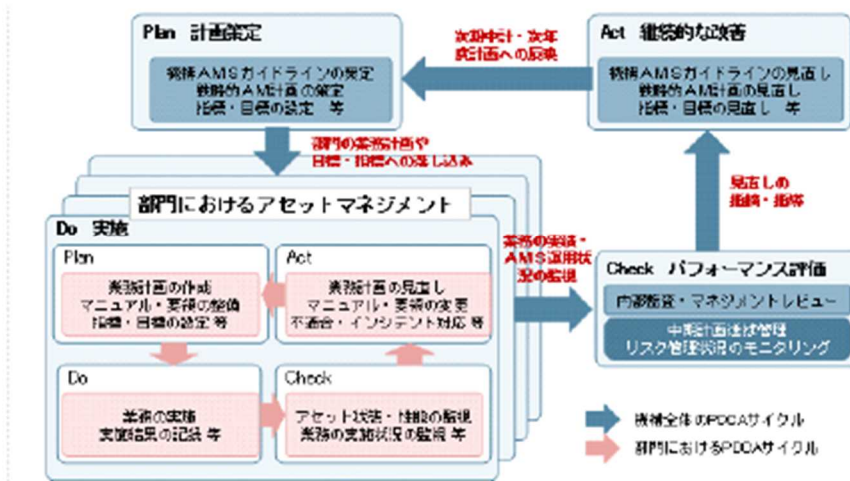 Plan 計画策定
機構AMSガイドラインの策定
戦略的AM計画の策定
指標・目標の設定 等
次期中計・次年
度計画への反映
Act 継続的な改善
機構AMSガイドラインの見直し
戦略的AM計画の見直し
指標・目標の見直し 等
部門の業務計画や
目標・指標への落し込み
見直しの
指摘・指導
部門におけるアセットマネジメント
Do 実施
Plan
業務計画の作成
マニュアル・要領の整備
指標・目標の設定 等
Act
業務計画の見直し
マニュアル・要領の変更
不適合・インシデント対応 等
Do
業務の実施
実施結果の記録 等
Check
アセット状態・性能の監視
業務の実施状況の監視 等
業務の実績・
AMS運用状
況の監視
Check パフォーマンス評価
内部監査・マネジメントレビュー
中期計画進捗管理
リスク管理状況のモニタリング
機構全体のPDCAサイクル
部門におけるPDCAサイクル